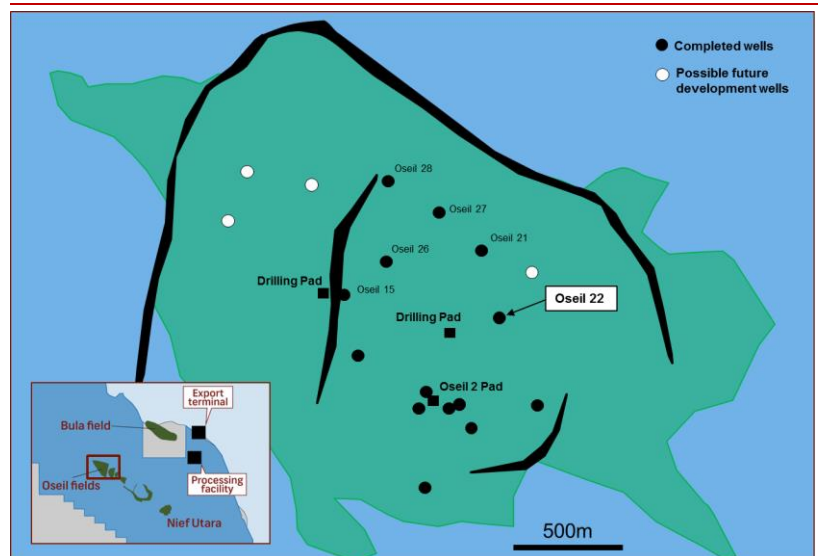 Completed wells
Possible future
development wells
Oseil 28
Oseil 27
Oseil 21
Oseil 26
Drilling Pad
Oseil 15
Oseil 22
Drilling Pad
Oseil 2 Pad
Export
terminal
Bula field
Processing
facility
Oseil fields
Nief Utara
500m